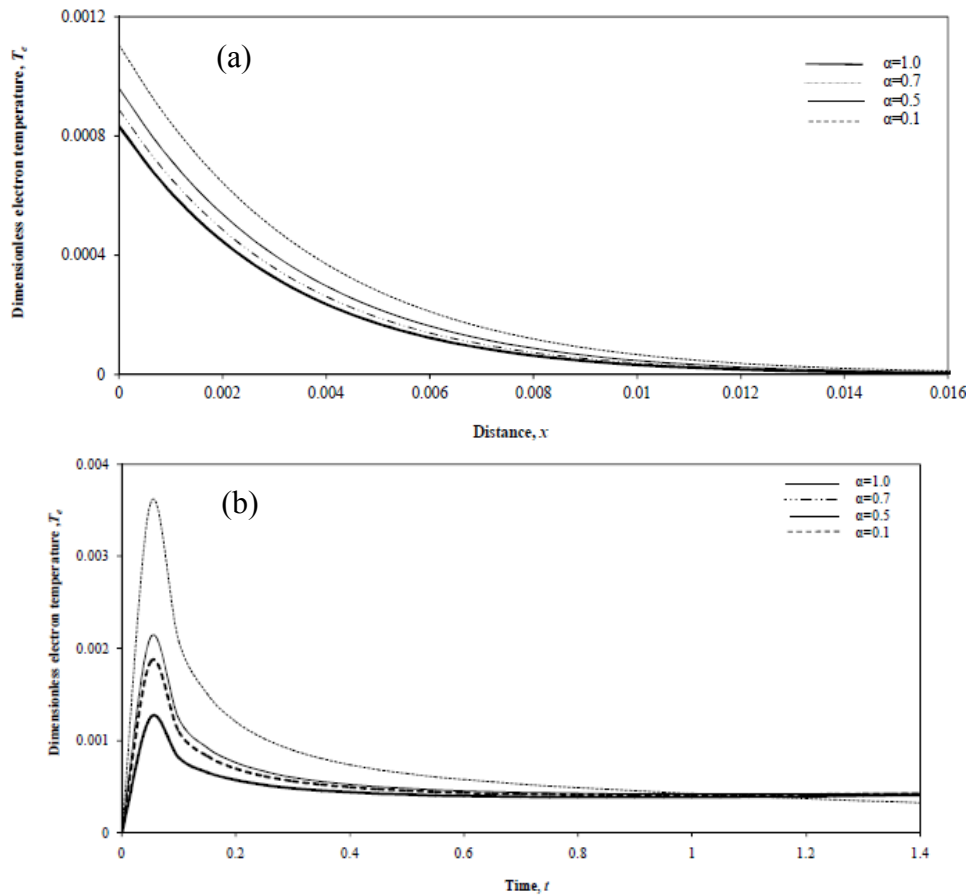 0.0012
(a)
α=1.0
α=0.7
α=0.5
α=0.1
0.0008
0.0004
0
Dimensionless electron temperature, Te
0 0.002 0.004 0.006 0.008 0.01 0.012 0.014 0.016
Distance, x
0.004
(b)
α=1.0
α=0.7
α=0.5
α=0.1
0.003
0.002
0.001
0
Dimensionless electron temperature ,Te
0 0.2 0.4 0.6 0.8 1 1.2 1.4
Time, t